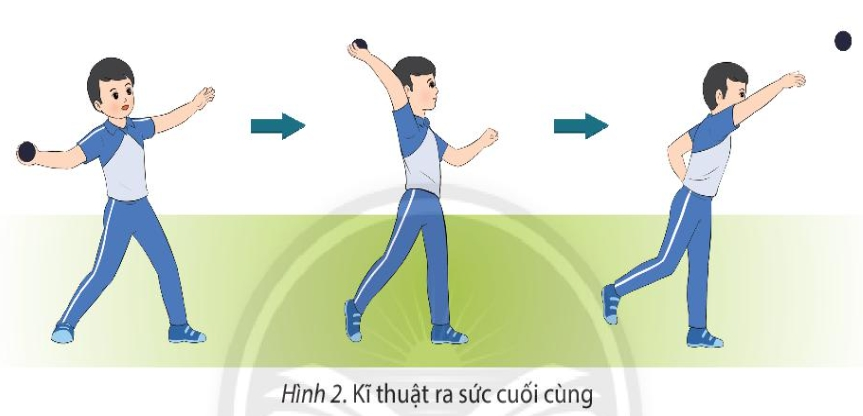 Hình 2. Kĩ thuật ra sức cuối cùng